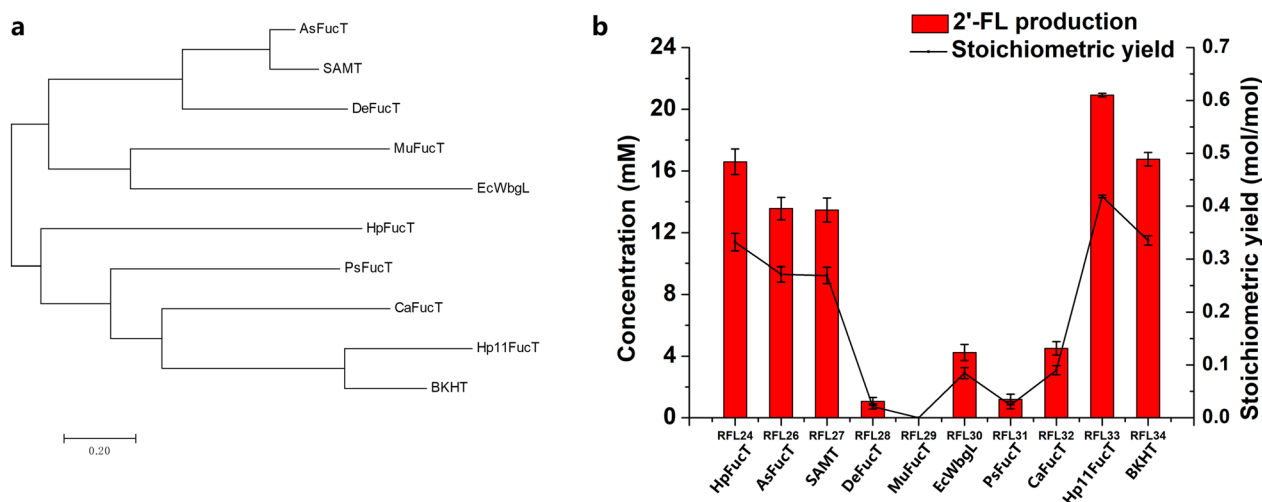 a
AsFucT
SAMT
DeFucT
MuFucT
EcWbgL
HpFucT
PsFucT
CaFucT
Hp11FucT
BKHT
0.20
b
2'-FL production
Stoichiometric yield
Concentration (mM)
24
20
16
12
8
4
0
Stoichiometric yield (mol/mol)
0.7
0.6
0.5
0.4
0.3
0.2
0.1
0.0
RFL24 RFL26 RFL27 RFL28 RFL29 RFL30 RFL31 RFL32 RFL33 RFL34
HpFucT AsFucT SAMT DeFucT MuFucT EcWbgL PsFucT CaFucT Hp11FucT BKHT